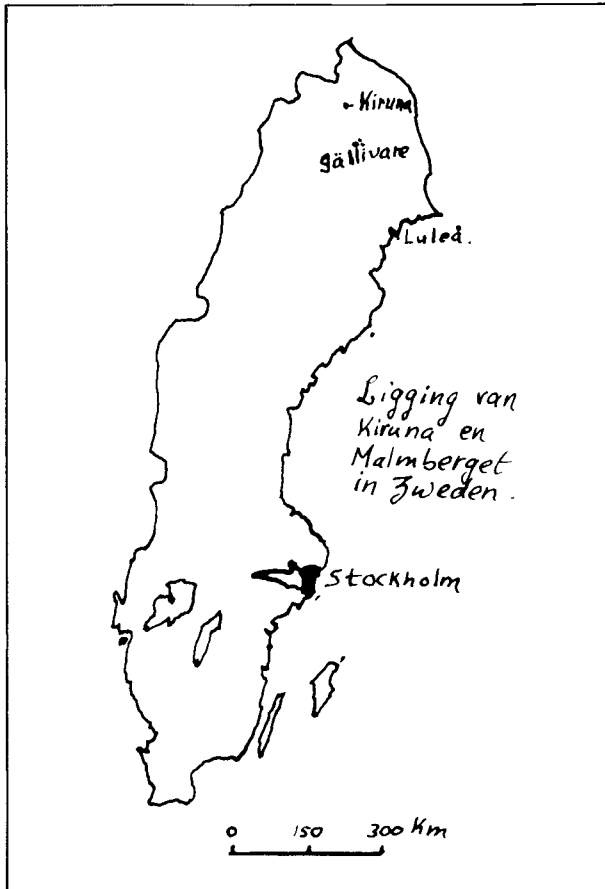 Kiruna
gällivare
Luleå.
Ligging van
Kiruna en
Malmberget
in Zweden.
Stockholm
0 150 300 Km